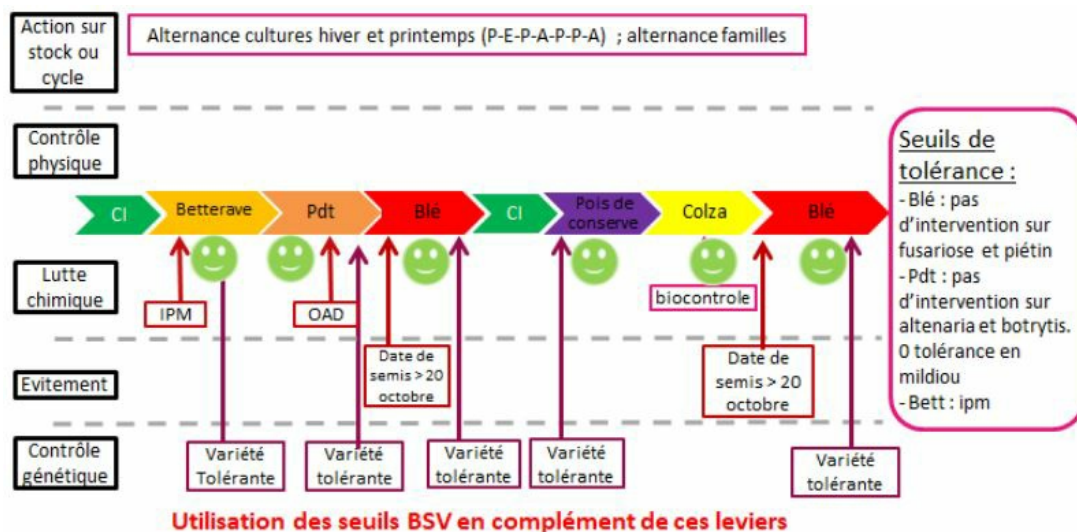 Action sur
stock ou
cycle
Alternance cultures hiver et printemps (P-E-P-A-P-P-A) ; alternance familles
Contrôle
physique
CI
Betterave
Pdt
Blé
CI
Pois de
conserve
Colza
Blé
Lutte
chimique
IPM
OAD
biocontrole
Evitement
Date de
semis > 20
octobre
Date de
semis > 20
octobre
Contrôle
génétique
Variété
Tolérante
Variété
tolérante
Variété
tolérante
Variété
tolérante
Variété
tolérante
Seuils de
tolérance :
- Blé : pas
d'intervention sur
fusariose et piétin
- Pdt : pas
d'intervention sur
altenaria et botrytis.
0 tolérance en
mildiou
- Bett : ipm
Utilisation des seuils BSV en complément de ces leviers